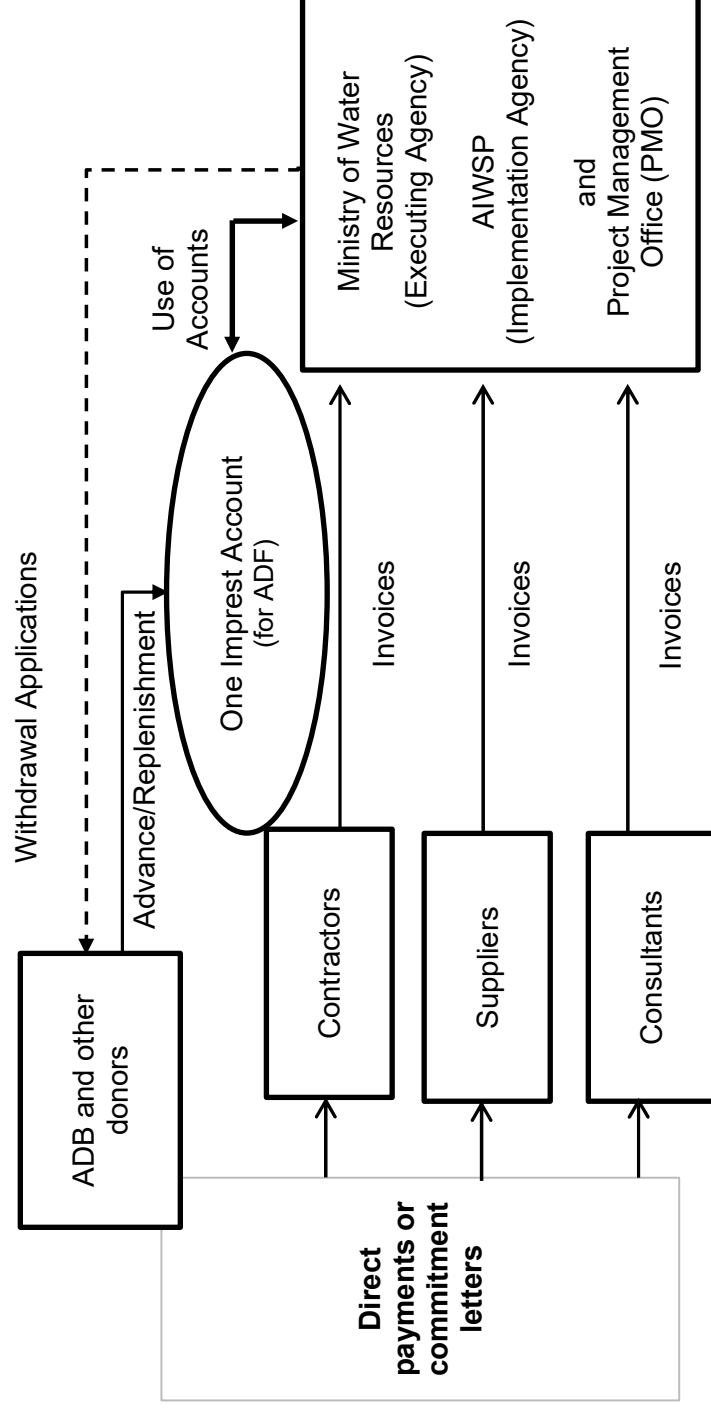 Withdrawal Applications
ADB and other
donors
Advance/Replenishment
Use of
Accounts
One Imprest Account
(for ADF)
Ministry of Water
Resources
(Executing Agency)
AIWSP
(Implementation Agency)
and
Project Management
Office (PMO)
Direct
payments or
commitment
letters
Contractors
Invoices
Suppliers
Invoices
Consultants
Invoices